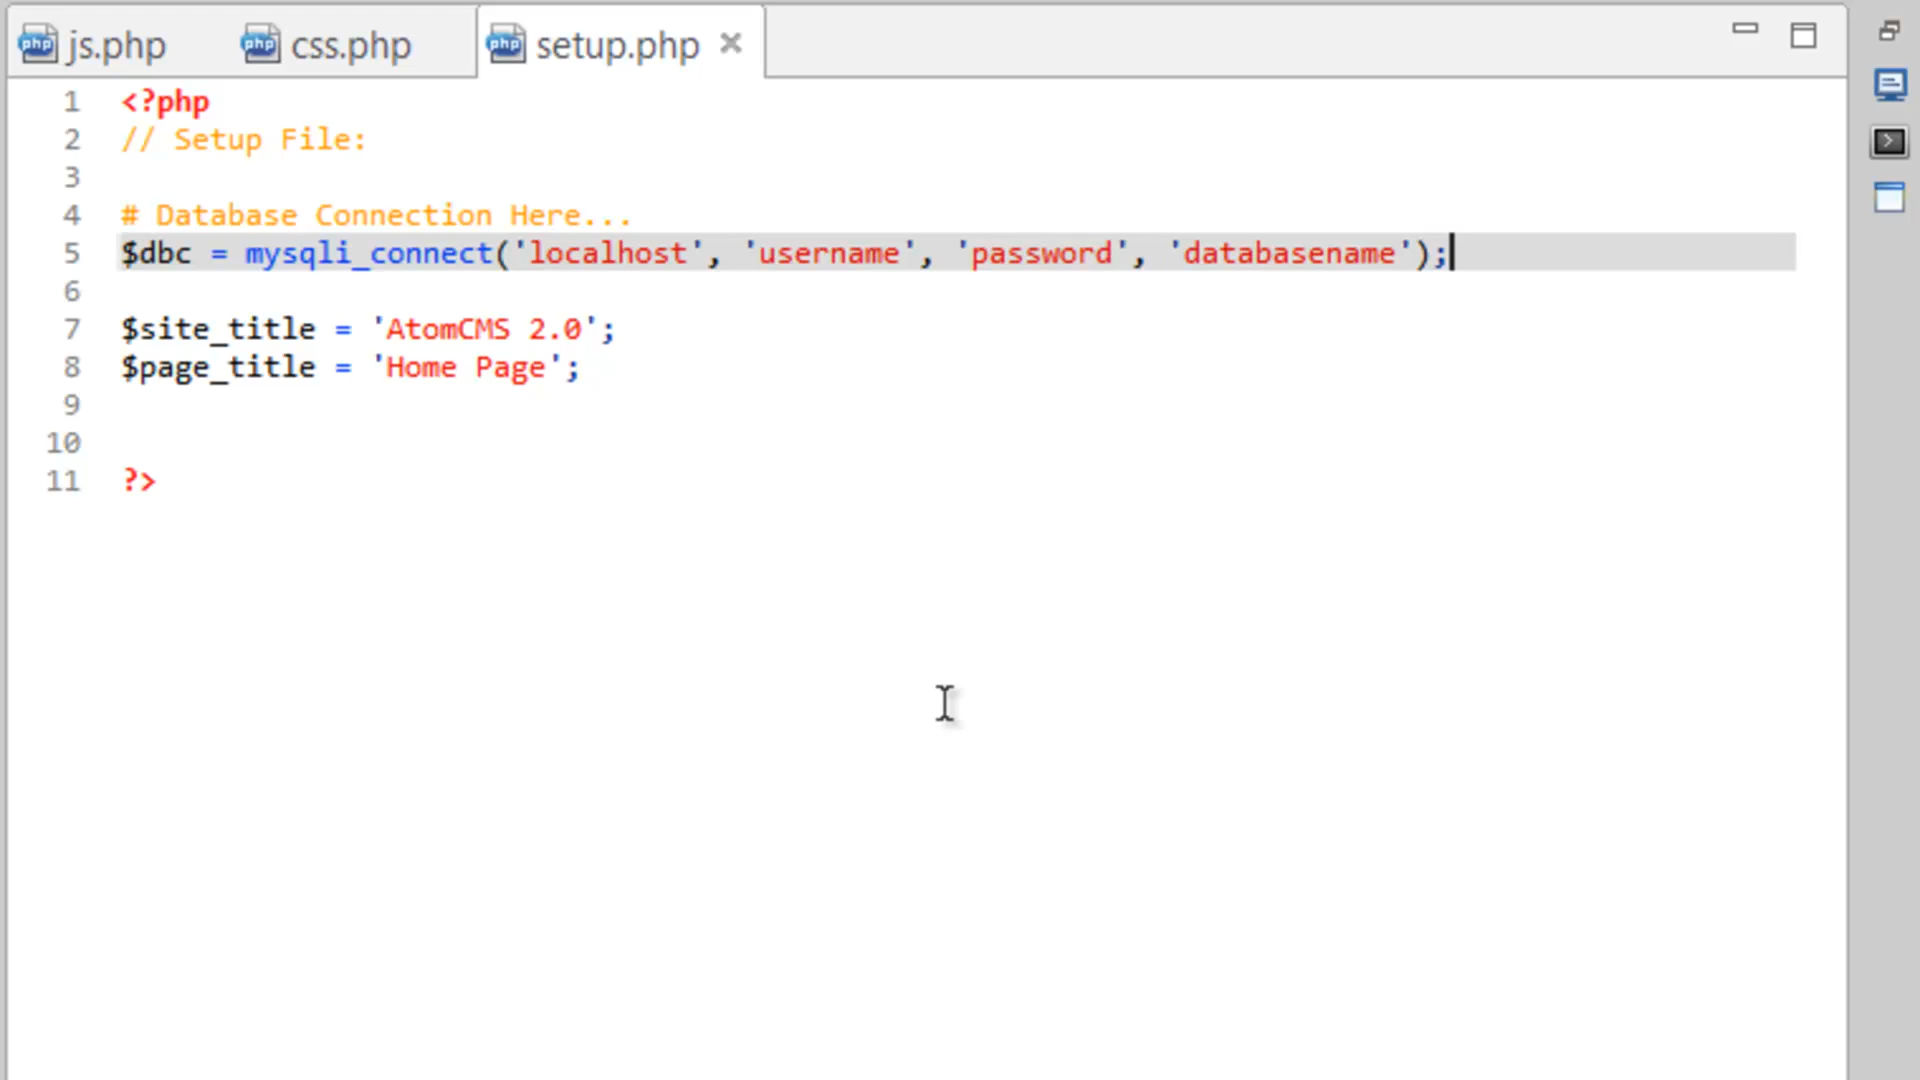 js.php css.php setup.php
1 <?php
2 // Setup File:
3
4 # Database Connection Here...
5 $dbc = mysqli_connect('localhost', 'username', 'password', 'databasename');
6
7 $site_title = 'AtomCMS 2.0';
8 $page_title = 'Home Page';
9
10
11 ?>